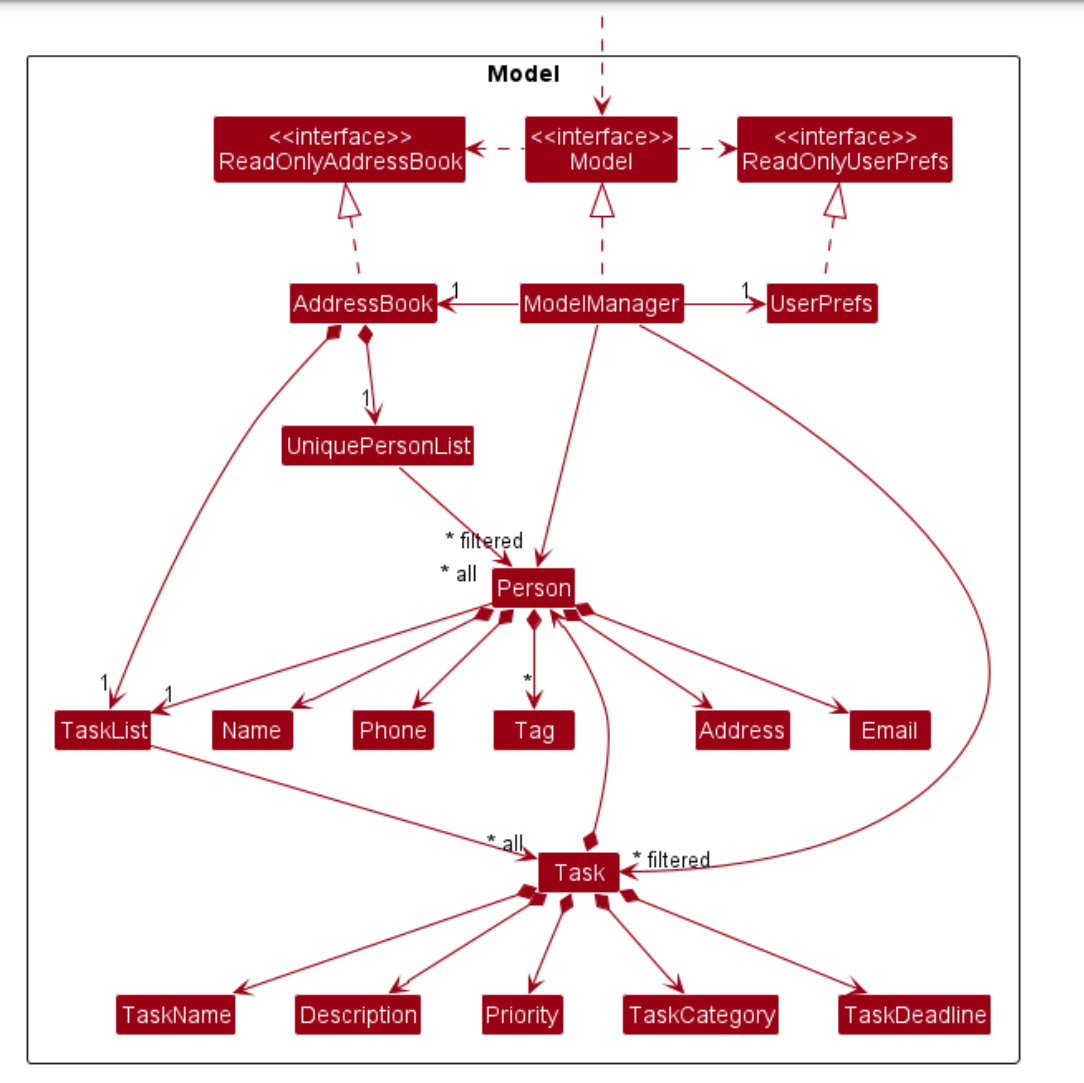 Model
<<interface>>
ReadOnlyAddressBook
<<interface>>
Model
<<interface>>
ReadOnlyUserPrefs
AddressBook
1
ModelManager
1
UserPrefs
1
UniquePersonList
* filtered
* all
Person
1
1
*
TaskList
Name
Phone
Tag
Address
Email
* all
* filtered
Task
TaskName
Description
Priority
TaskCategory
TaskDeadline